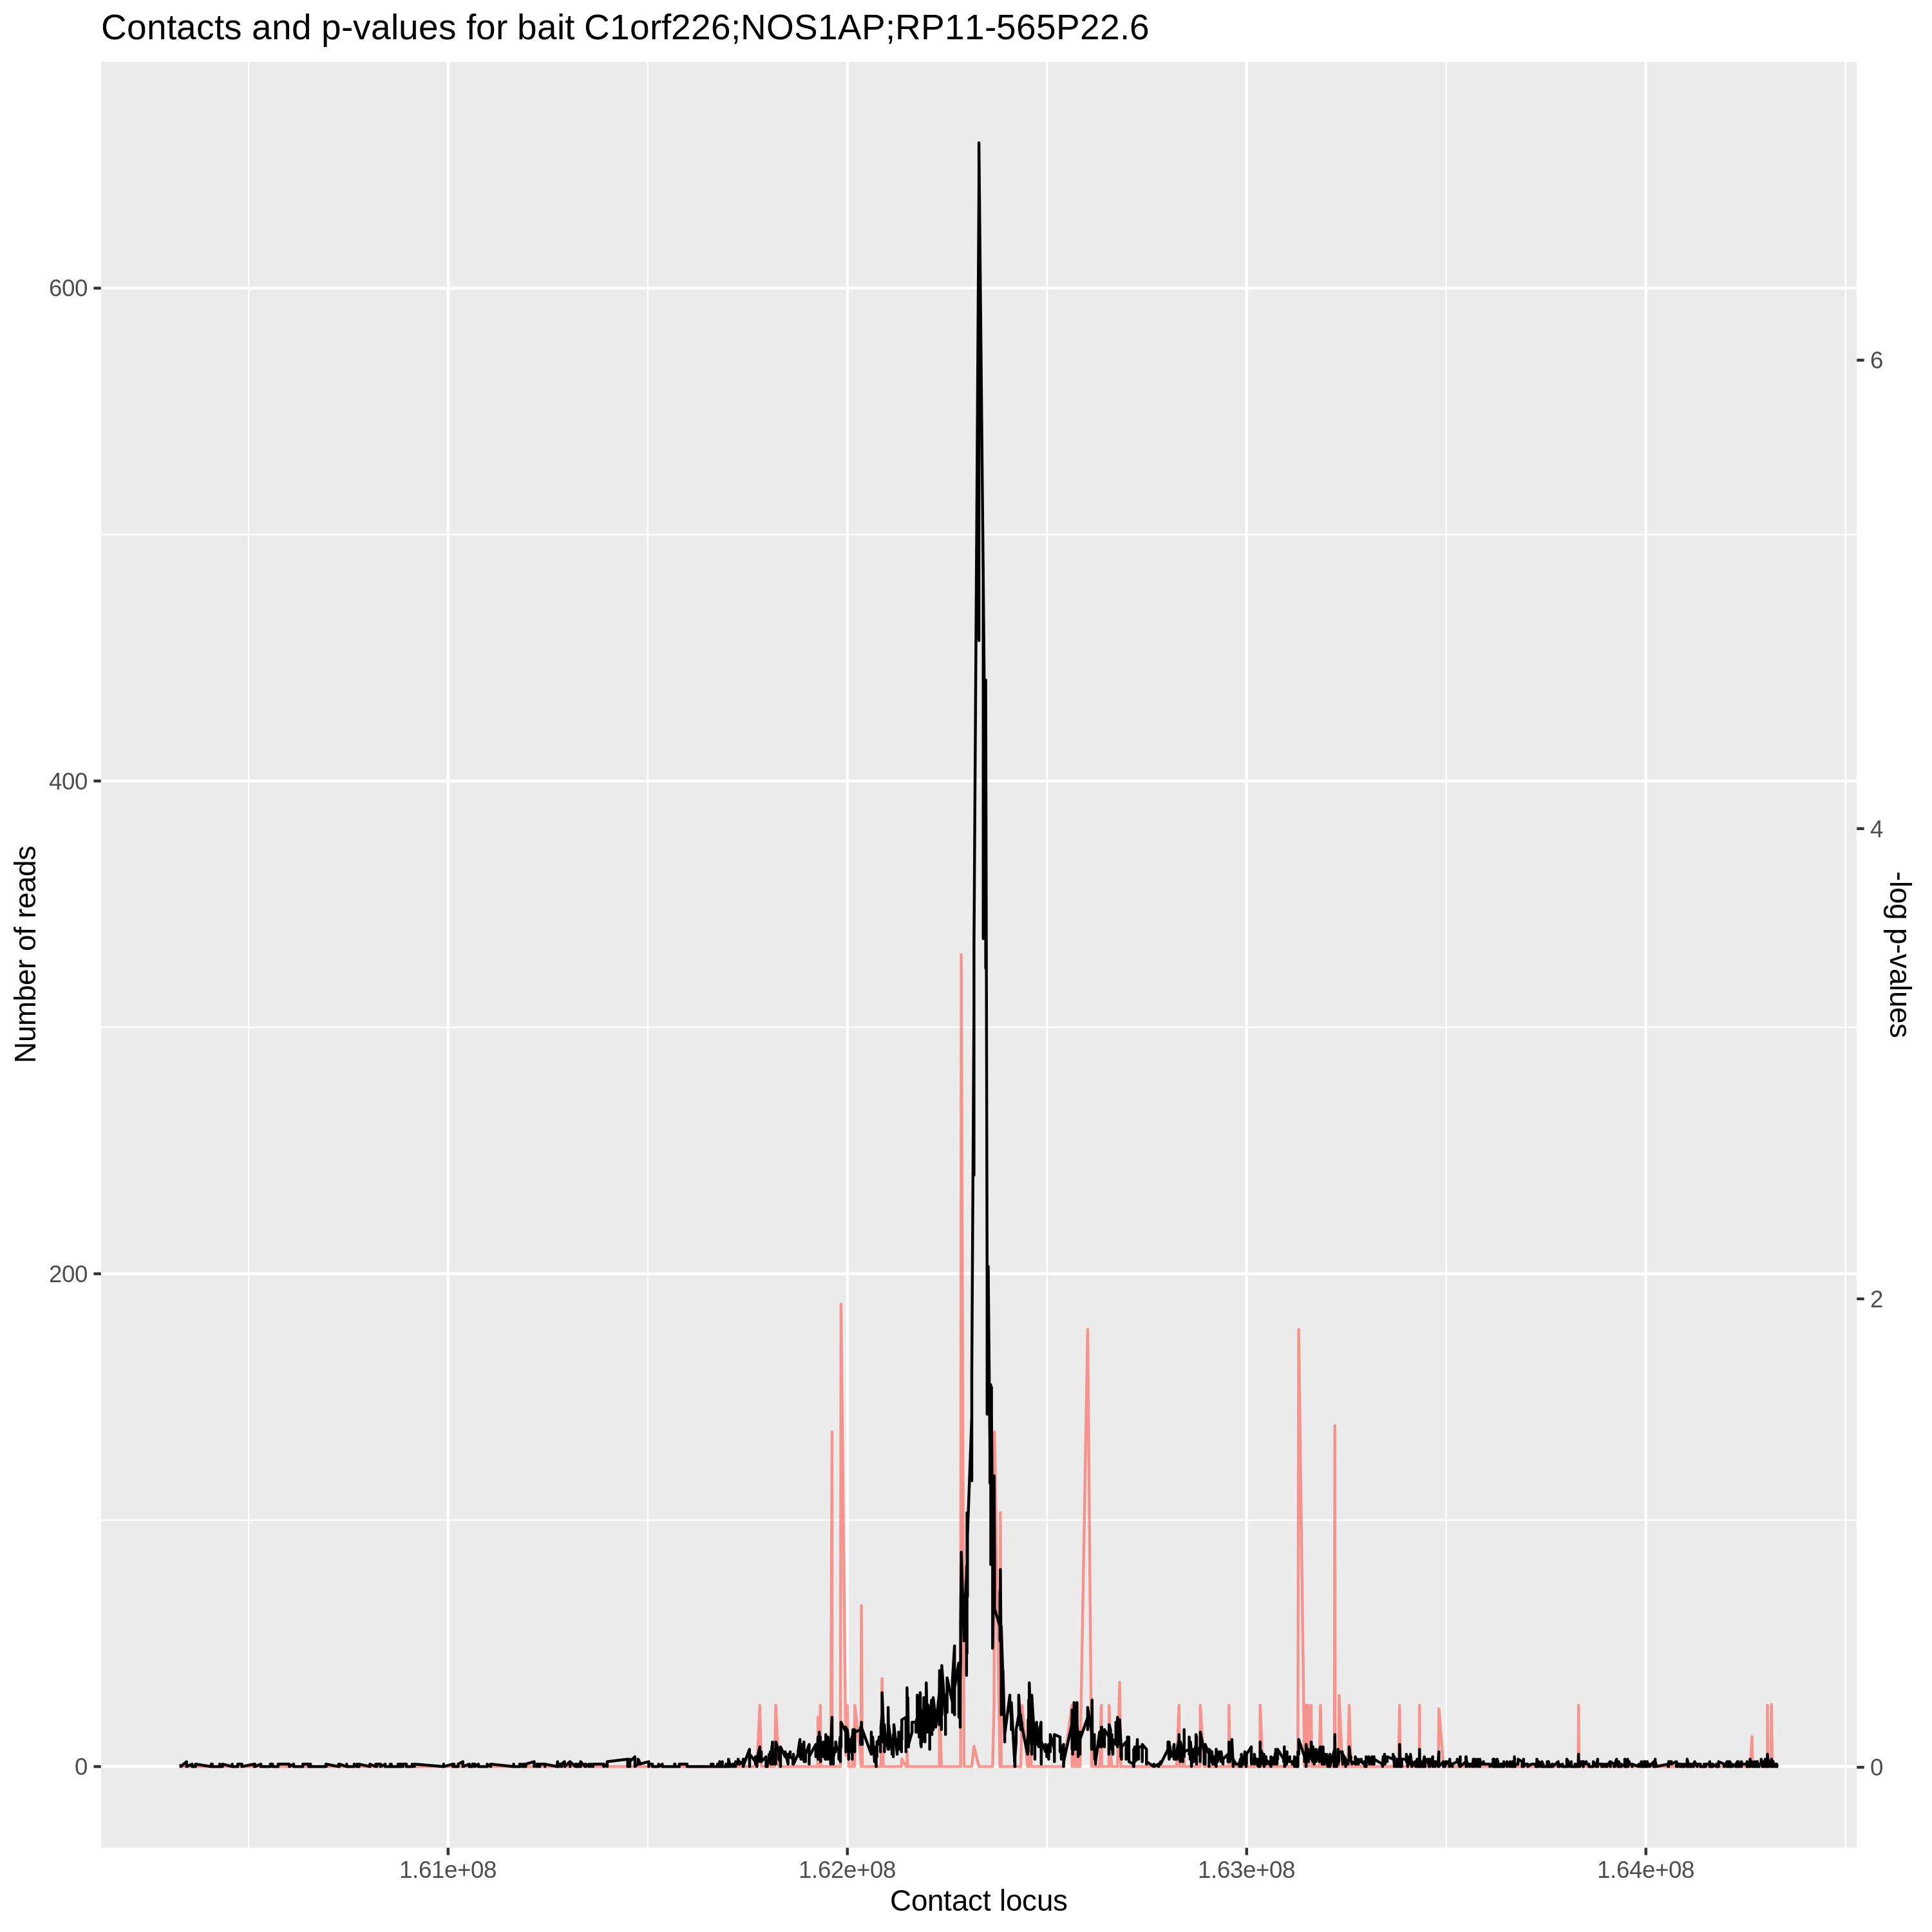 Contacts and p-values for bait C1orf226;NOS1AP;RP11-565P22.6
600
400
200
0
Number of reads
6
4
2
0
-log p-values
1.61e+08
1.62e+08
1.63e+08
1.64e+08
Contact locus